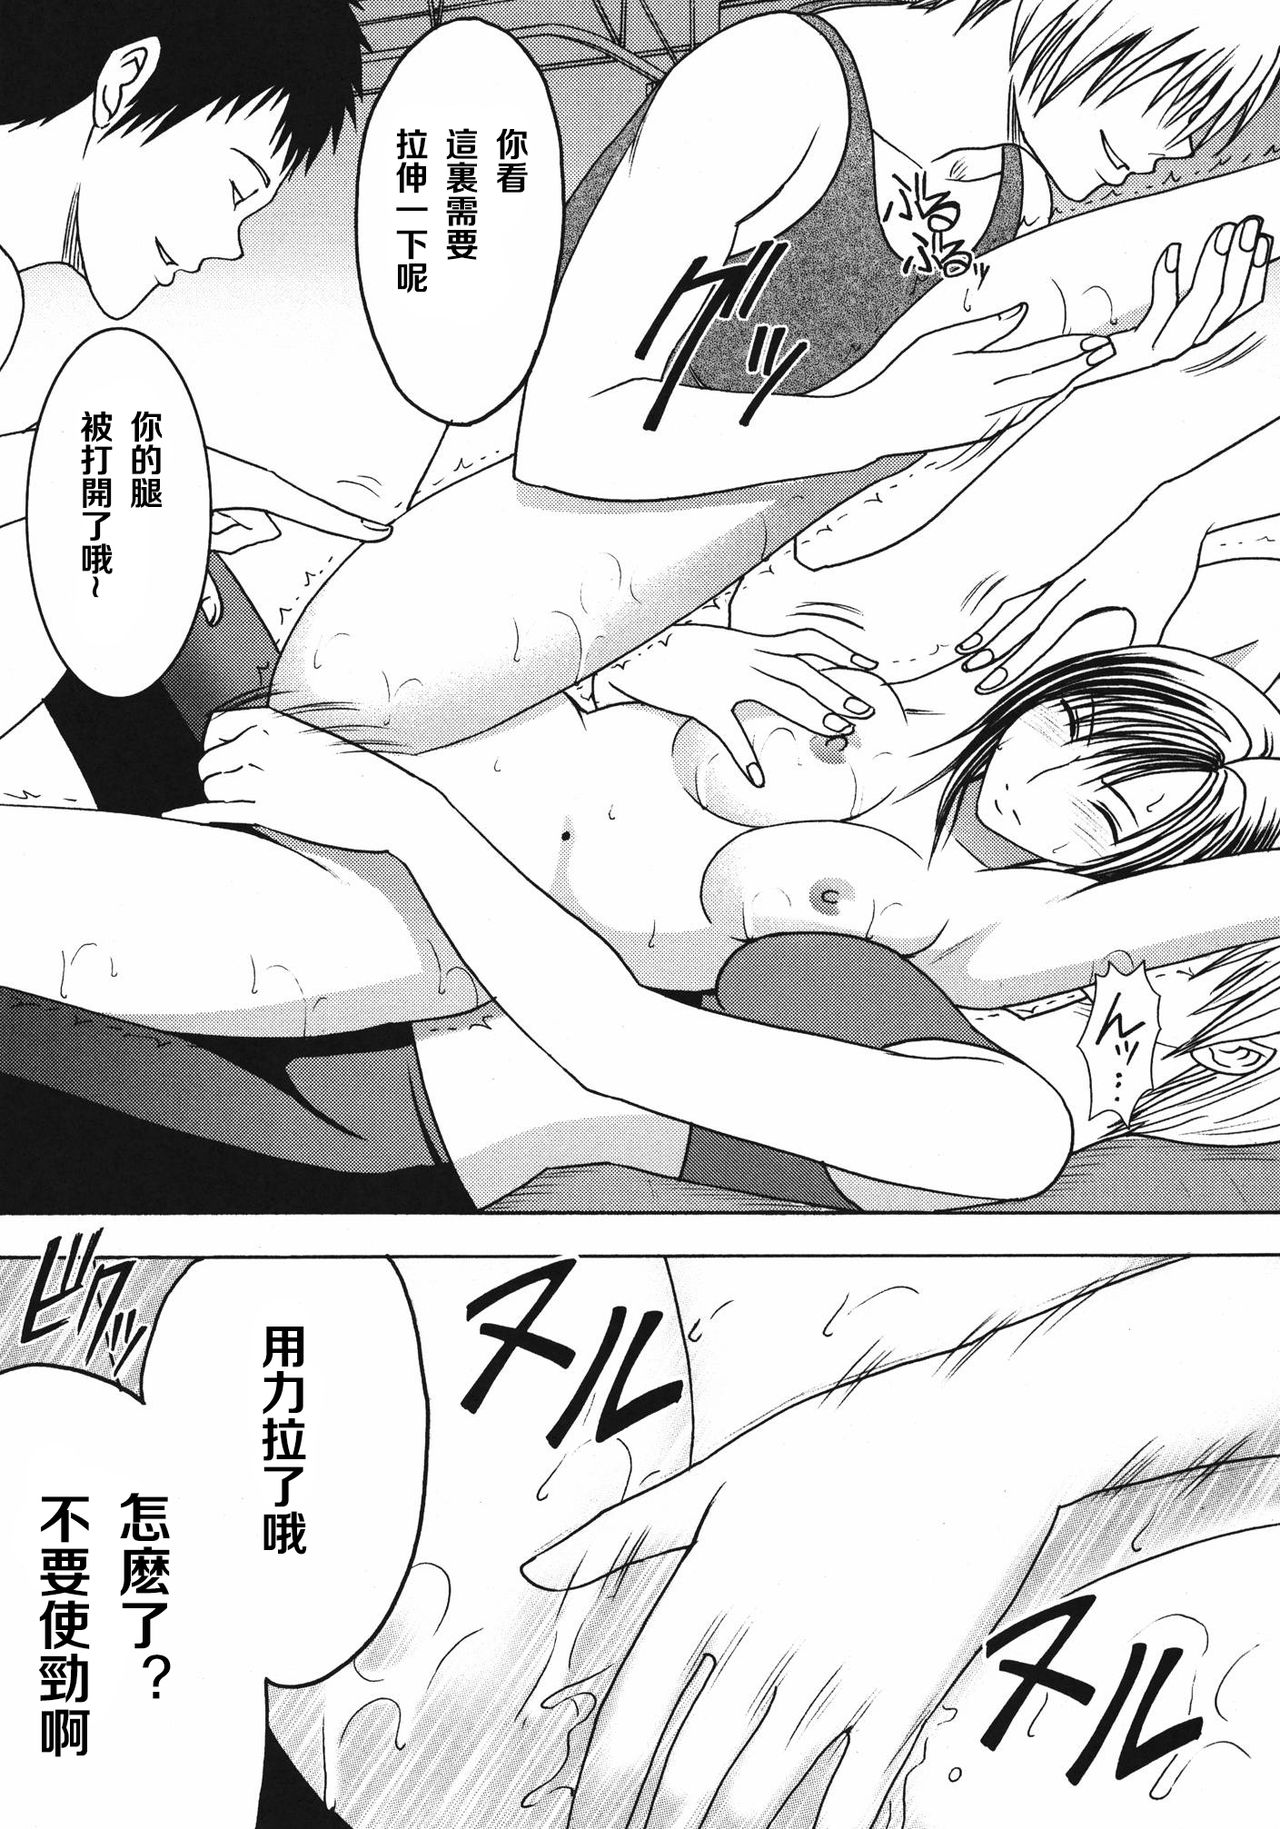 你看
這裏需要
拉伸一下呢
ぷる
ぷるッ
グッ
你的腿
被打開了哦~
んッ…
ヌル
用力拉了哦
ビクッ
怎麽了?
不要使勁啊
ヌル